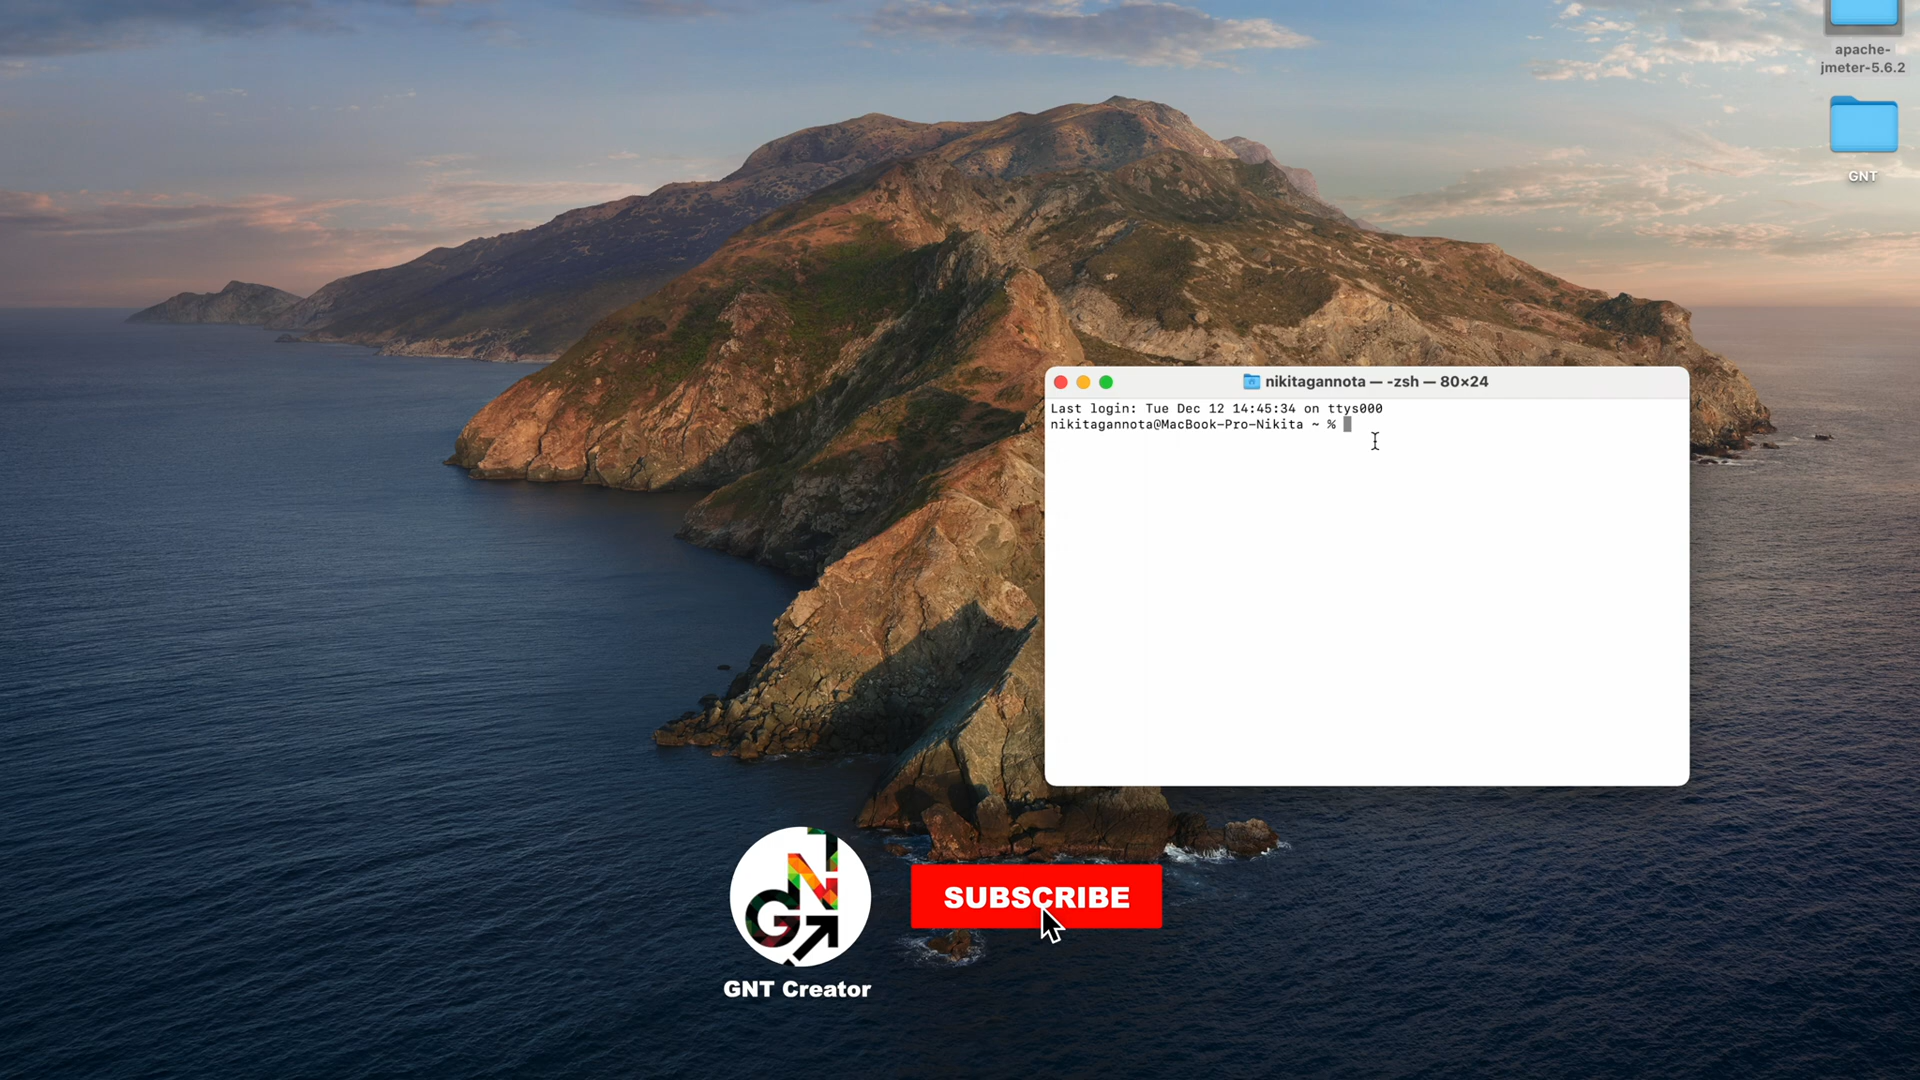 apache-
jmeter-5.6.2
GNT
nikitagannota — -zsh — 80×24
Last login: Tue Dec 12 14:45:34 on ttys000
nikitagannota@MacBook-Pro-Nikita ~ %
GNT
SUBSCRIBE
GNT Creator